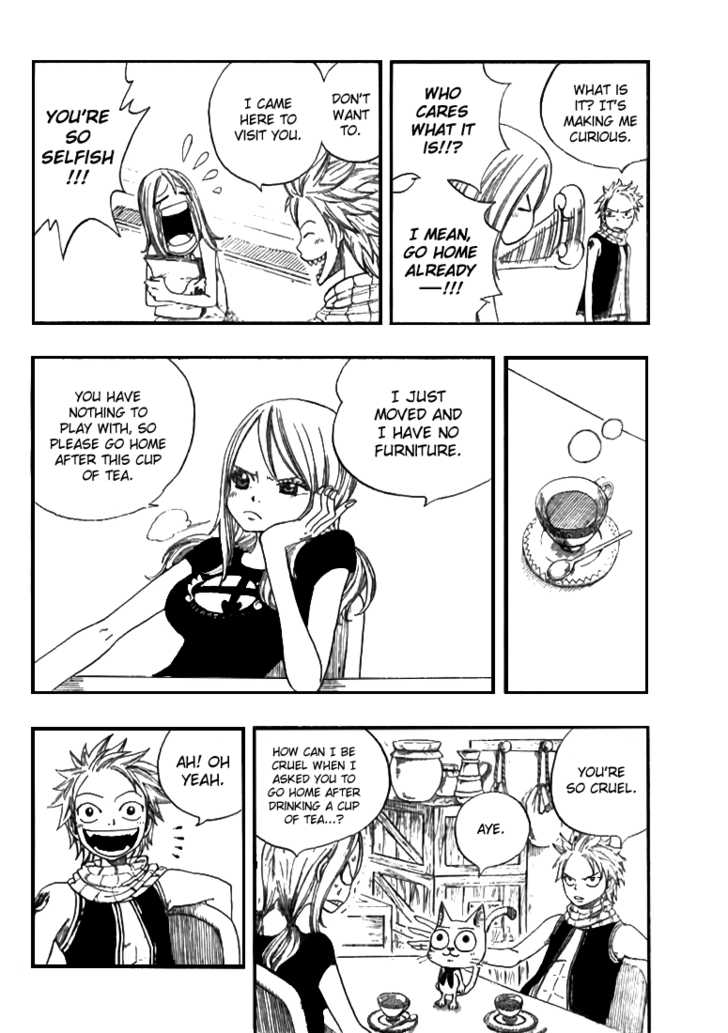 WHAT IS
IT? IT'S
MAKING ME
CURIOUS.
WHO
CARES
WHAT IT
IS!!?
I MEAN,
GO HOME
ALREADY
—!!!
DON'T
WANT
TO.
I CAME
HERE TO
VISIT YOU.
YOU'RE
SO
SELFISH
!!!
I JUST
MOVED AND
I HAVE NO
FURNITURE.
YOU HAVE
NOTHING TO
PLAY WITH, SO
PLEASE GO HOME
AFTER THIS CUP
OF TEA.
YOU'RE
SO CRUEL.
AYE.
HOW CAN I BE
CRUEL WHEN I
ASKED YOU TO
GO HOME AFTER
DRINKING A CUP
OF TEA...?
AH! OH
YEAH.